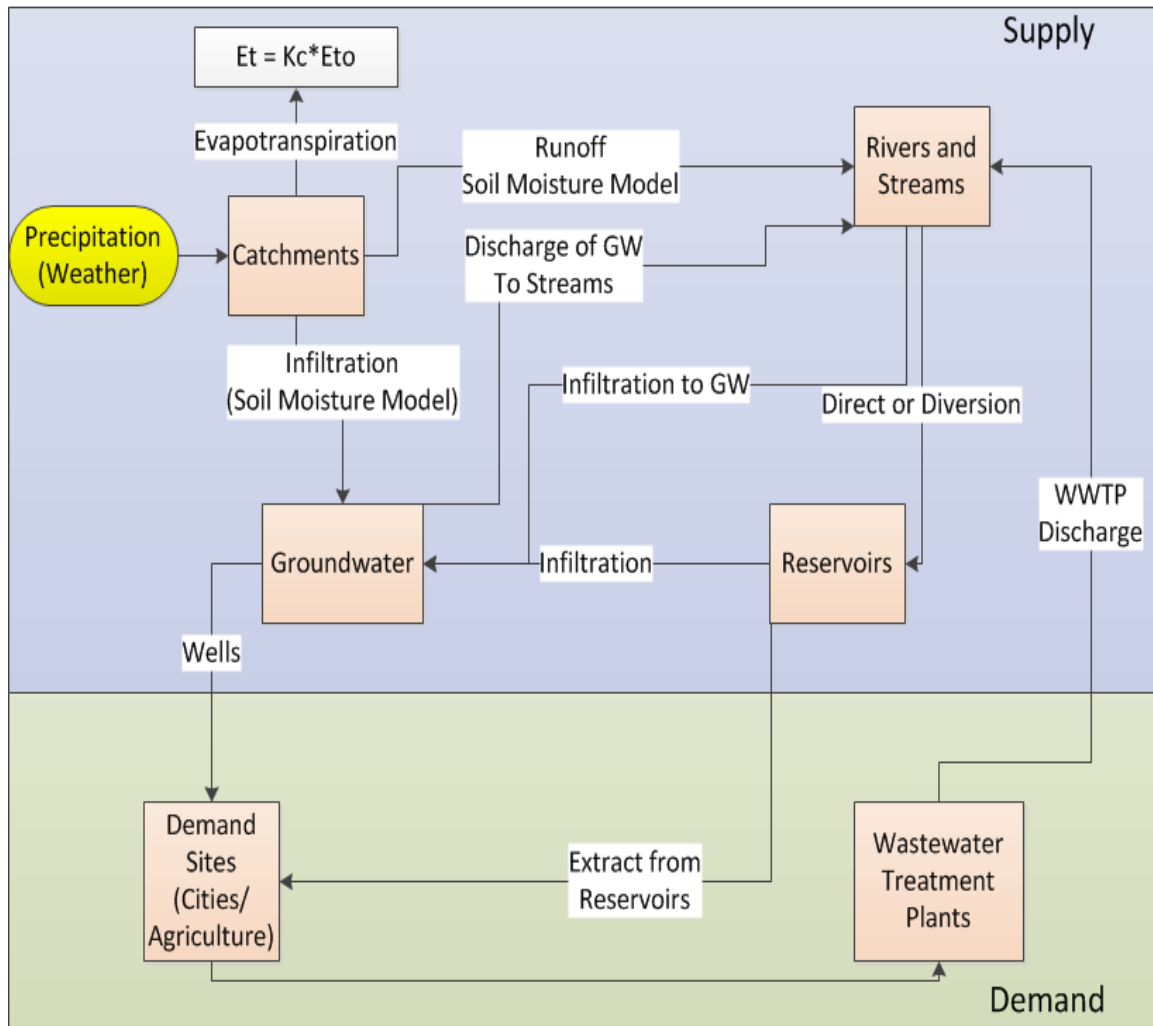 Supply
Et = Kc*Eto
Evapotranspiration
Runoff
Soil Moisture Model
Rivers and
Streams
Precipitation
(Weather)
Catchments
Discharge of GW
To Streams
Infiltration
(Soil Moisture Model)
Infiltration to GW
Direct or Diversion
WWTP
Discharge
Groundwater
Infiltration
Reservoirs
Wells
Demand
Sites
(Cities/
Agriculture)
Extract from
Reservoirs
Wastewater
Treatment
Plants
Demand